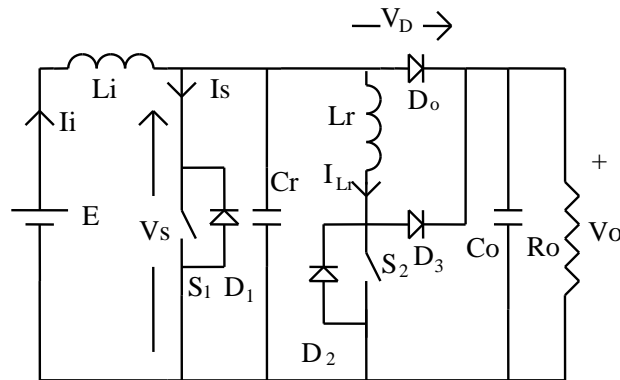 V_D
Li
Is
Do
Ii
Lr
Cr
I_Lr
+
E
Vs
S_1
D_1
S_2
D_3
Co
Ro
Vo
D_2